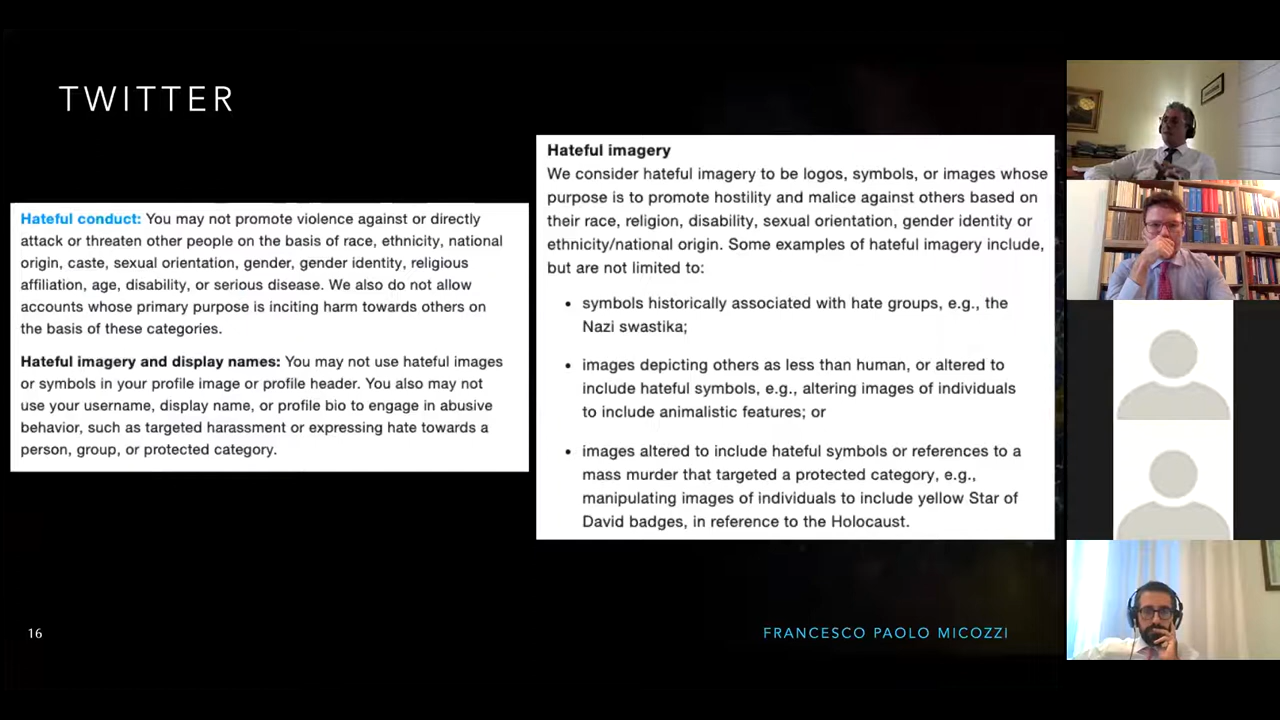 TWITTER
Hateful conduct: You may not promote violence against or directly
attack or threaten other people on the basis of race, ethnicity, national
origin, caste, sexual orientation, gender, gender identity, religious
affiliation, age, disability, or serious disease. We also do not allow
accounts whose primary purpose is inciting harm towards others on
the basis of these categories.
Hateful imagery and display names: You may not use hateful images
or symbols in your profile image or profile header. You also may not
use your username, display name, or profile bio to engage in abusive
behavior, such as targeted harassment or expressing hate towards a
person, group, or protected category.
Hateful imagery
We consider hateful imagery to be logos, symbols, or images whose
purpose is to promote hostility and malice against others based on
their race, religion, disability, sexual orientation, gender identity or
ethnicity/national origin. Some examples of hateful imagery include,
but are not limited to:
• symbols historically associated with hate groups, e.g., the
Nazi swastika;
• images depicting others as less than human, or altered to
include hateful symbols, e.g., altering images of individuals
to include animalistic features; or
• images altered to include hateful symbols or references to a
mass murder that targeted a protected category, e.g.,
manipulating images of individuals to include yellow Star of
David badges, in reference to the Holocaust.
16
FRANCESCO PAOLO MICOZZI